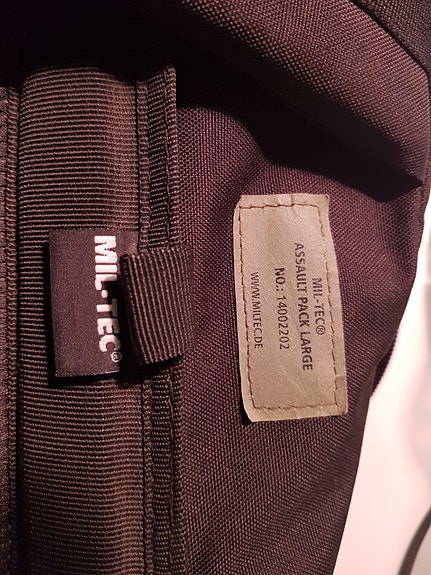 MIL-TEC®
MIL-TEC®
ASSAULT PACK LARGE
NO.: 14002202
WWW.MILTEC.DE